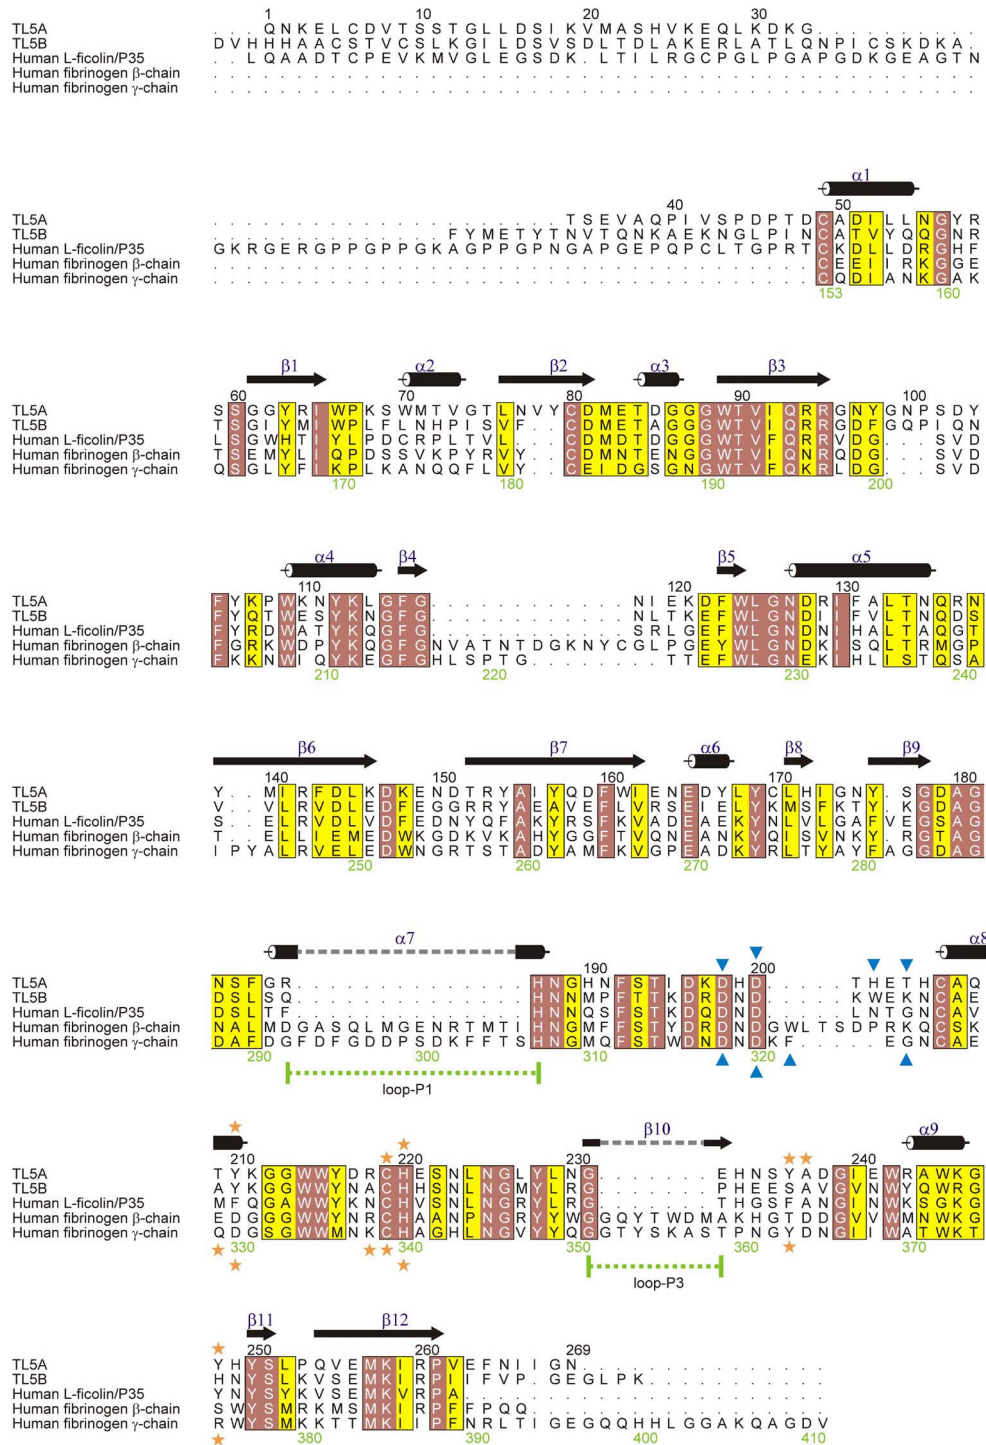 1 10 20 30
TL5A . . . Q N K E L C D V T S S T G L L D S I K V M A S H V K E Q L K D K G . . . . . . . . . .
TL5B D V H H H A A C S T V C S L K G I L D S V S D L T D L A K E R L A T L Q N P I C S K D K A .
Human L-ficolin/P35 . . L Q A A D T C P E V K M V G L E G S D K . L T I L R G C P G L P G A P G D K G E A G T N
Human fibrinogen β-chain . . . . . . . . . . . . . . . . . . . . . . . . . . . . . . . . . . . . . . . . . . . . . .
Human fibrinogen γ-chain . . . . . . . . . . . . . . . . . . . . . . . . . . . . . . . . . . . . . . . . . . . . . .
α1
40 50
TL5A . . . . . . . . . . . . . . . . . . . . . T S E V A Q P I V S P D P T D C A D I L L N G Y R
TL5B . . . . . . . . . . . . . . F Y M E T Y T N V T Q N K A E K N G L P I N C A T V Y Q Q G N R
Human L-ficolin/P35 G K R G E R G P P G P P G K A G P P G P N G A P G E P Q P C L T G P R T C K D L L D R G H F
Human fibrinogen β-chain . . . . . . . . . . . . . . . . . . . . . . . . . . . . . . . . . . . . C E E I I R K G G E
Human fibrinogen γ-chain . . . . . . . . . . . . . . . . . . . . . . . . . . . . . . . . . . . . C Q D I A N K G A K
153 160
β1 α2 β2 α3 β3
60 70 80 90 100
TL5A S S G G Y R I W P K S W M T V G T L N V Y C D M E T D G G G W T V I Q R R G N Y G N P S D Y
TL5B T S G I Y M I W P L F L N H P I S V F . C D M E T A G G G W T V I Q R R G D F G Q P I Q N
Human L-ficolin/P35 L S G W H T I Y L P D C R P L T V L . . C D M D T D G G G W T V F Q R R V D G . . . S V D
Human fibrinogen β-chain T S E M Y L I Q P D S S V K P Y R V Y . . C D M N T E N G G W T V I Q N R Q D G . . . S V D
Human fibrinogen γ-chain Q S G L Y F I K P L K A N Q Q F L V Y . . C E I D G S G N G W T V F Q K R L D G . . . S V D
170 180 190 200
α4 β4 β5 α5
110 120 130
TL5A F Y K P W K N Y K L G F G . . . . . . . . . . . . N I E K D F W L G N D R I F A L T N Q R N
TL5B F Y Q T W E S Y K N G F G . . . . . . . . . . . . N L T K E F W L G N D I I F V L T N Q D S
Human L-ficolin/P35 F Y R D W A T Y K Q G F G . . . . . . . . . . . . S R L G E F W L G N D N I H A L T A Q G T
Human fibrinogen β-chain F G R K W D P Y K Q G F G N V A T N T D G K N Y C G L P G E Y W L G N D K I S Q L T R M G P
Human fibrinogen γ-chain F K K N W I Q Y K E G F G H L S P T G . . . . . . . . T T E F W L G N E K I H L I S T Q S A
210 220 230 240
β6 β7 α6 β8 β9
140 150 160 170 180
TL5A Y . . M I R F D L K D K E N D T R Y A I Y Q D F W I E N E D Y L Y C L H I G N Y . S G D A G
TL5B V . . V L R V D L E D F E G R R Y A E A V E F L V R S E I E L Y K M S F K T Y . K G D A G
Human L-ficolin/P35 S . . E L R V D L V D F E D N Y Q F A K Y R S F K V A D E A E K Y N L V L G A F V E G S A G
Human fibrinogen β-chain T . . E L L I E M E D W K G D K V K A H Y G G F T V Q N E A N K Y Q I S V N K Y . R G T A G
Human fibrinogen γ-chain I P Y A L R V E L E D W N G R T S T A D Y A M F K V G P E A D K Y R L T Y A Y F A G G D A G
250 260 270 280
α7 α8
190 200
TL5A N S F G R . . . . . . . . . . . . . . H N G H N F S T I D K D H D . . . . . T H E T H C A Q
TL5B D S L S Q . . . . . . . . . . . . . . H N N M P F T T K D R D N D . . . . . K W E K N C A E
Human L-ficolin/P35 D S L T F . . . . . . . . . . . . . . H N N Q S F S T K D Q D N D . . . . . L N T G N C A V
Human fibrinogen β-chain N A L M D G A S Q L M G E N R T M T I H N G M F F S T Y D R D N D G W L T S D P R K Q C S K
Human fibrinogen γ-chain D A F D G F D F G D D P S D K F F T S H N G M Q F S T W D N D N D K F . . . . . E G N C A E
290 300 310 320
loop-P1
β10 α9
210 220 230 240
TL5A T Y K G G W W Y D R C H E S N L N G L Y L N G . . . . . . . E H N S Y A D G I E W R A W K G
TL5B A Y K G G W W Y N A C H H S N L N G M Y L R G . . . . . . . P H E E S A V G V N W Y Q W R G
Human L-ficolin/P35 M F Q G A W W Y K N C H V S N L N G R Y L R G . . . . . . . T H G S F A N G I N W K S G K G
Human fibrinogen β-chain E D G G G W W Y N R C H A A N P N G R Y Y W G G Q Y T W D M A K H G T D D G V V W M N W K G
Human fibrinogen γ-chain Q D G S G W W M N K C H A G H L N G V Y Y Q G G T Y S K A S T P N G Y D N G I I W A T W K T
330 340 350 360 370
loop-P3
β11 β12
250 260 269
TL5A Y H Y S L P Q V E M K I R P V E F N I I G N . . . . . . . . . . . . . .
TL5B H N Y S L K V S E M K I R P I I F V P . G E G L P K . . . . . . . . . . .
Human L-ficolin/P35 Y N Y S Y K V S E M K V R P A . . . . . . . . . . . . . . . . . . . . . .
Human fibrinogen β-chain S W Y S M R K M S M K I R P F F P Q Q . . . . . . . . . . . . . . . . . .
Human fibrinogen γ-chain R W Y S M K K T T M K I I P F N R L T I G E G Q Q H H L G G A K Q A G D V
380 390 400 410